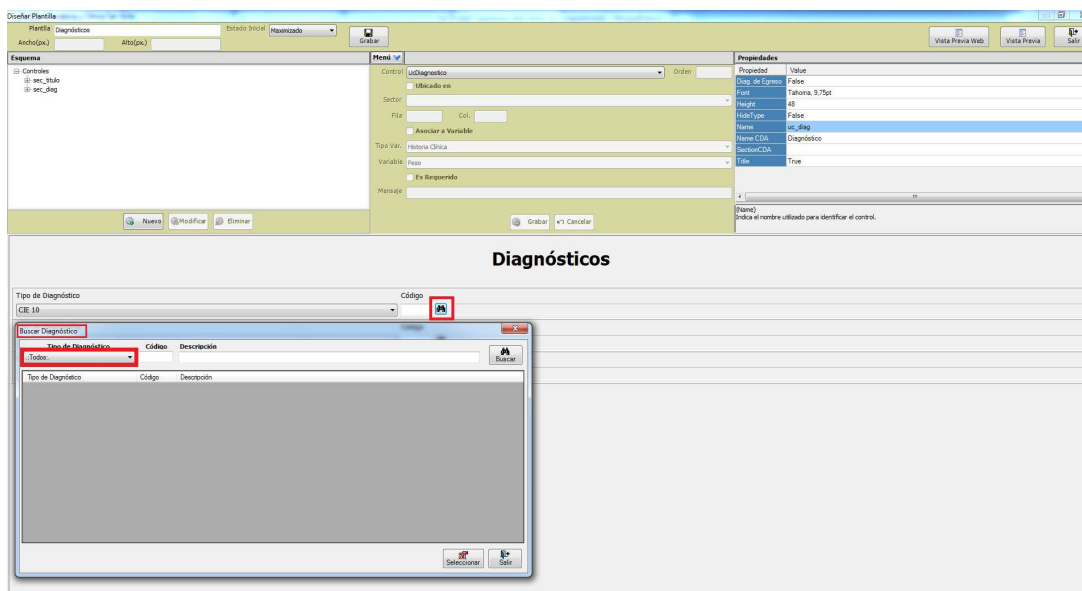 Diseñar Plantilla
Plantilla Diagnósticos Estado Inicial Maximizado Grabar Vista Previa Web Vista Previa Salir
Ancho(px.) Alto(px.)
Esquema
Controles
sec_titulo
sec_diag
Nuevo Modificar Eliminar
Menú
Control UcDiagnostico Orden
Ubicado en
Sector
Fila Col.
Asociar a Variable
Tipo Var. Historia Clínica
Variable Peso
Es Requerido
Mensaje
Grabar Cancelar
Propiedades
Propiedad Value
Diag. de Egreso False
Font Tahoma, 9,75pt
Height 48
HideType False
Name uc_diag
Name CDA Diagnóstico
SectionCDA
Title True
(Name)
Indica el nombre utilizado para identificar el control.
Diagnósticos
Tipo de Diagnóstico Código
CIE 10
Buscar Diagnóstico
Tipo de Diagnóstico Código Descripción
.:Todos:. Buscar
Tipo de Diagnóstico Código Descripción
Seleccionar Salir